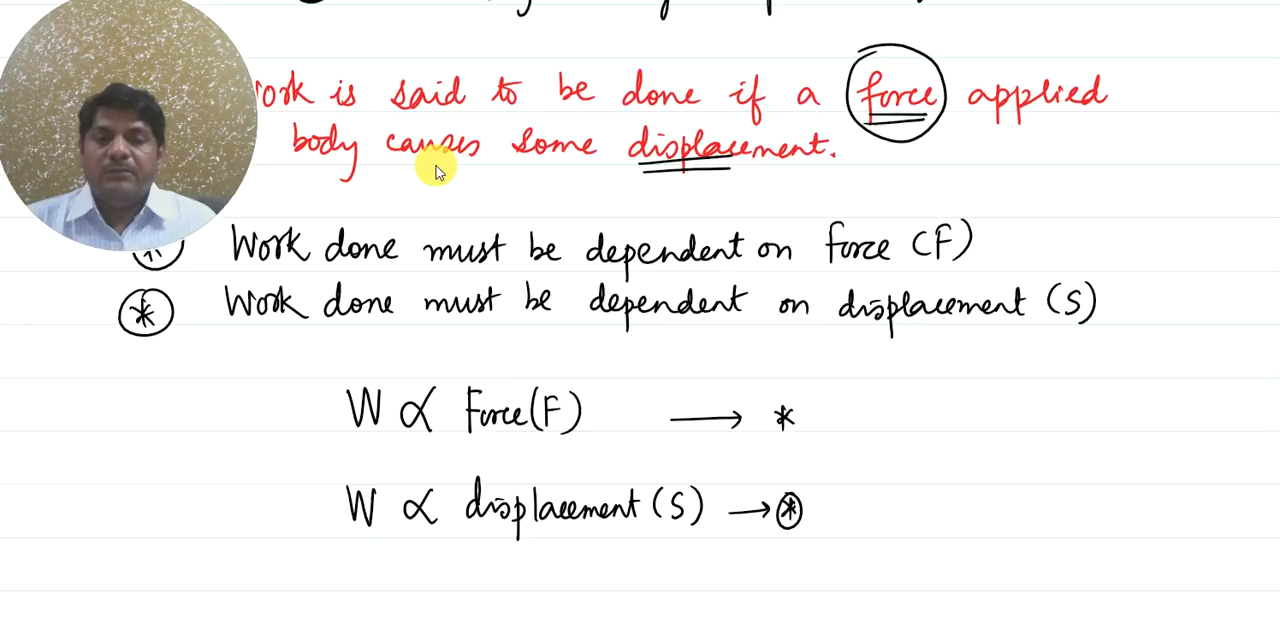 ork is said to be done if a force applied
body causes some displacement.
Work done must be dependent on force (F)
* Work done must be dependent on displacement (S)
W ∝ Force(F) → *
W ∝ displacement (S) → *